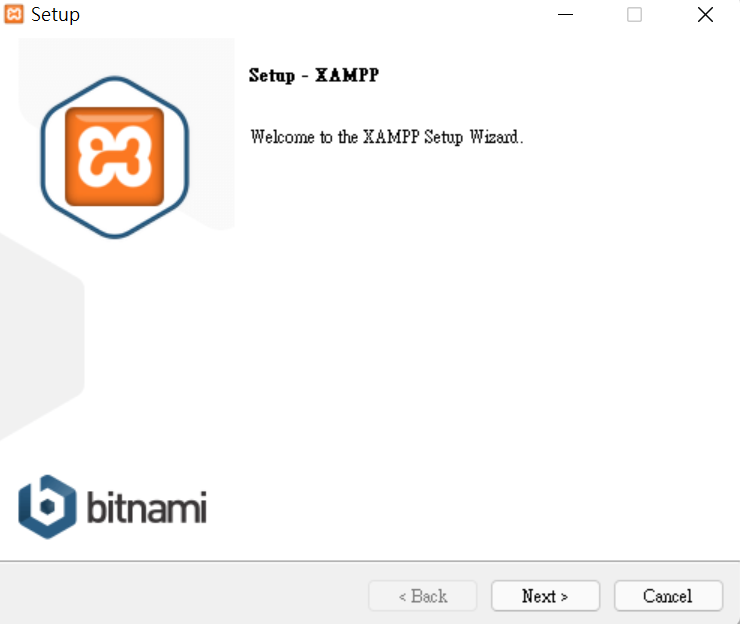 Setup
Setup - XAMPP
Welcome to the XAMPP Setup Wizard.
bitnami
< Back
Next >
Cancel